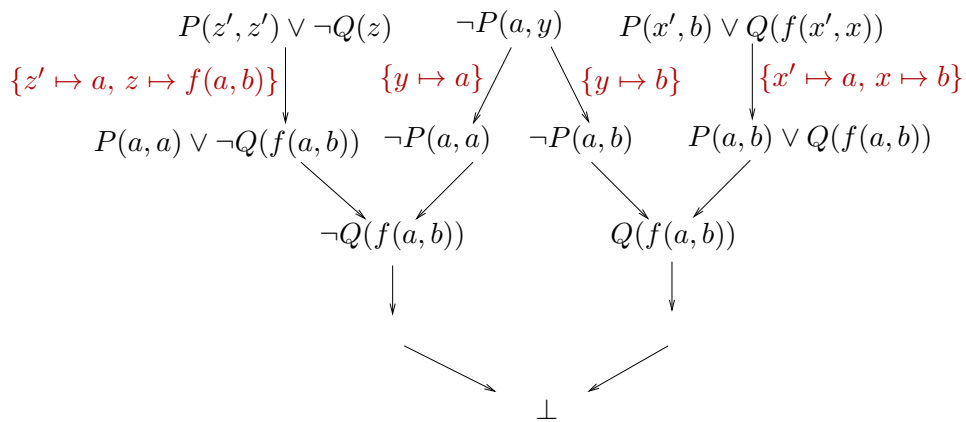 P(z′, z′) ∨ ¬Q(z) ¬P(a, y) P(x′, b) ∨ Q(f(x′, x))
{z′ ↦ a, z ↦ f(a, b)} {y ↦ a} {y ↦ b} {x′ ↦ a, x ↦ b}
P(a, a) ∨ ¬Q(f(a, b)) ¬P(a, a) ¬P(a, b) P(a, b) ∨ Q(f(a, b))
¬Q(f(a, b)) Q(f(a, b))
⊥